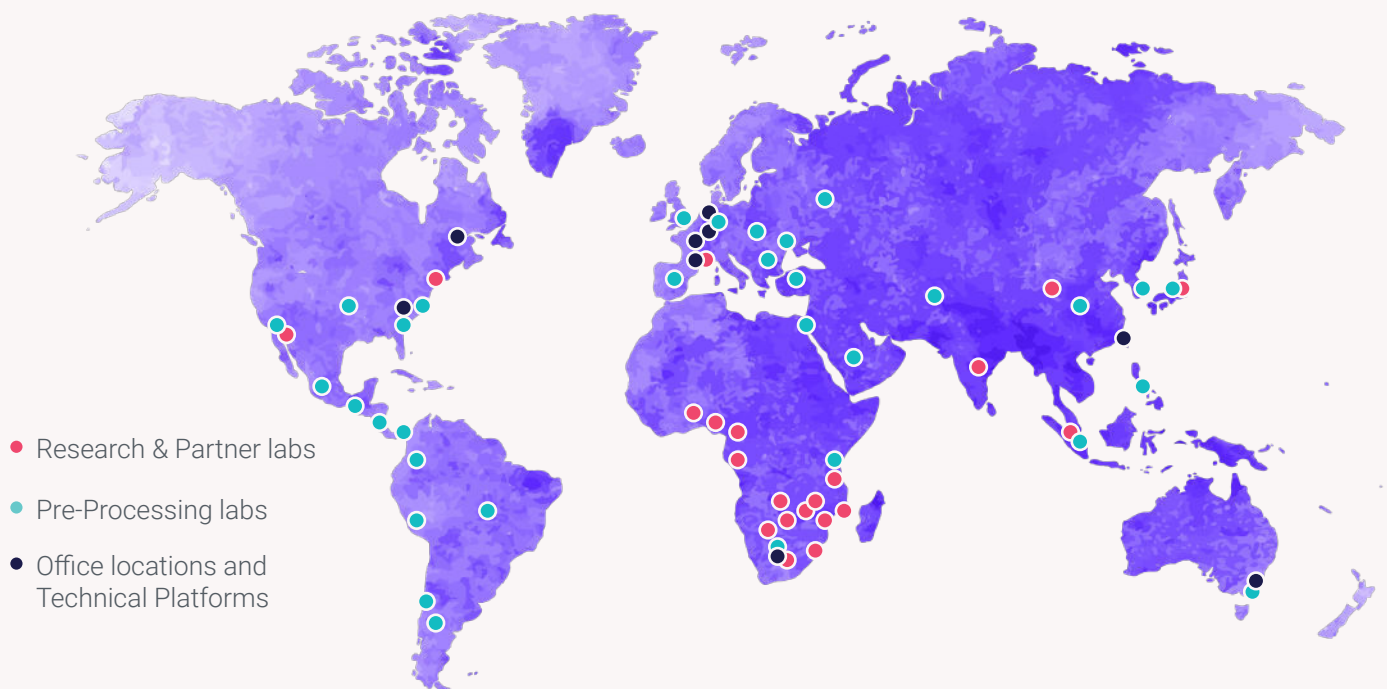 Research & Partner labs
Pre-Processing labs
Office locations and
Technical Platforms